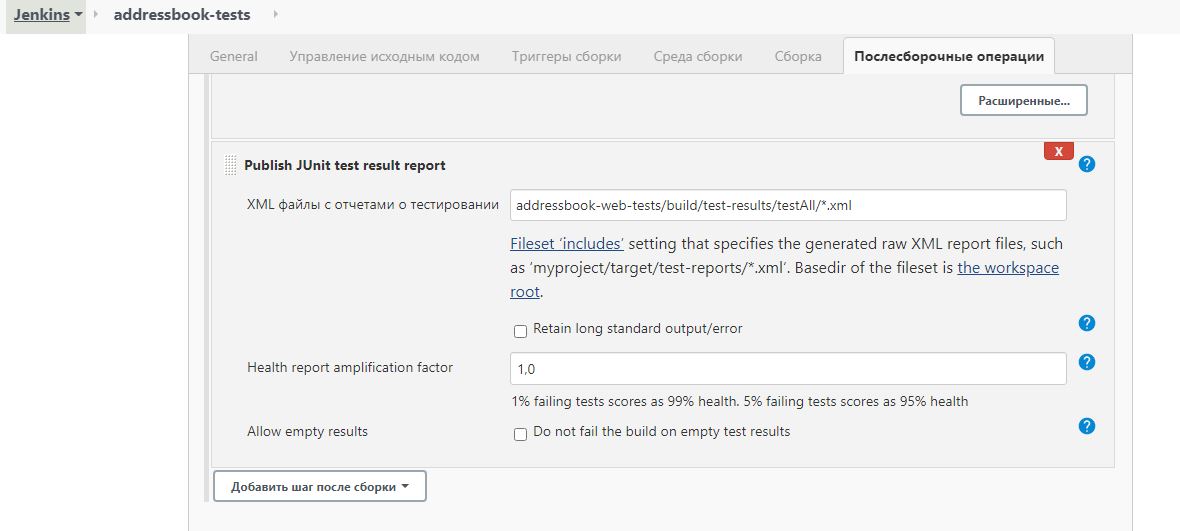 Jenkins addressbook-tests
General Управление исходным кодом Триггеры сборки Среда сборки Сборка Послесборочные операции
Расширенные...
X
Publish JUnit test result report ?
XML файлы с отчетами о тестировании addressbook-web-tests/build/test-results/testAll/*.xml
Fileset ‘includes’ setting that specifies the generated raw XML report files, such
as ‘myproject/target/test-reports/*.xml’. Basedir of the fileset is the workspace
root.
Retain long standard output/error ?
Health report amplification factor 1,0 ?
1% failing tests scores as 99% health. 5% failing tests scores as 95% health
Allow empty results Do not fail the build on empty test results ?
Добавить шаг после сборки